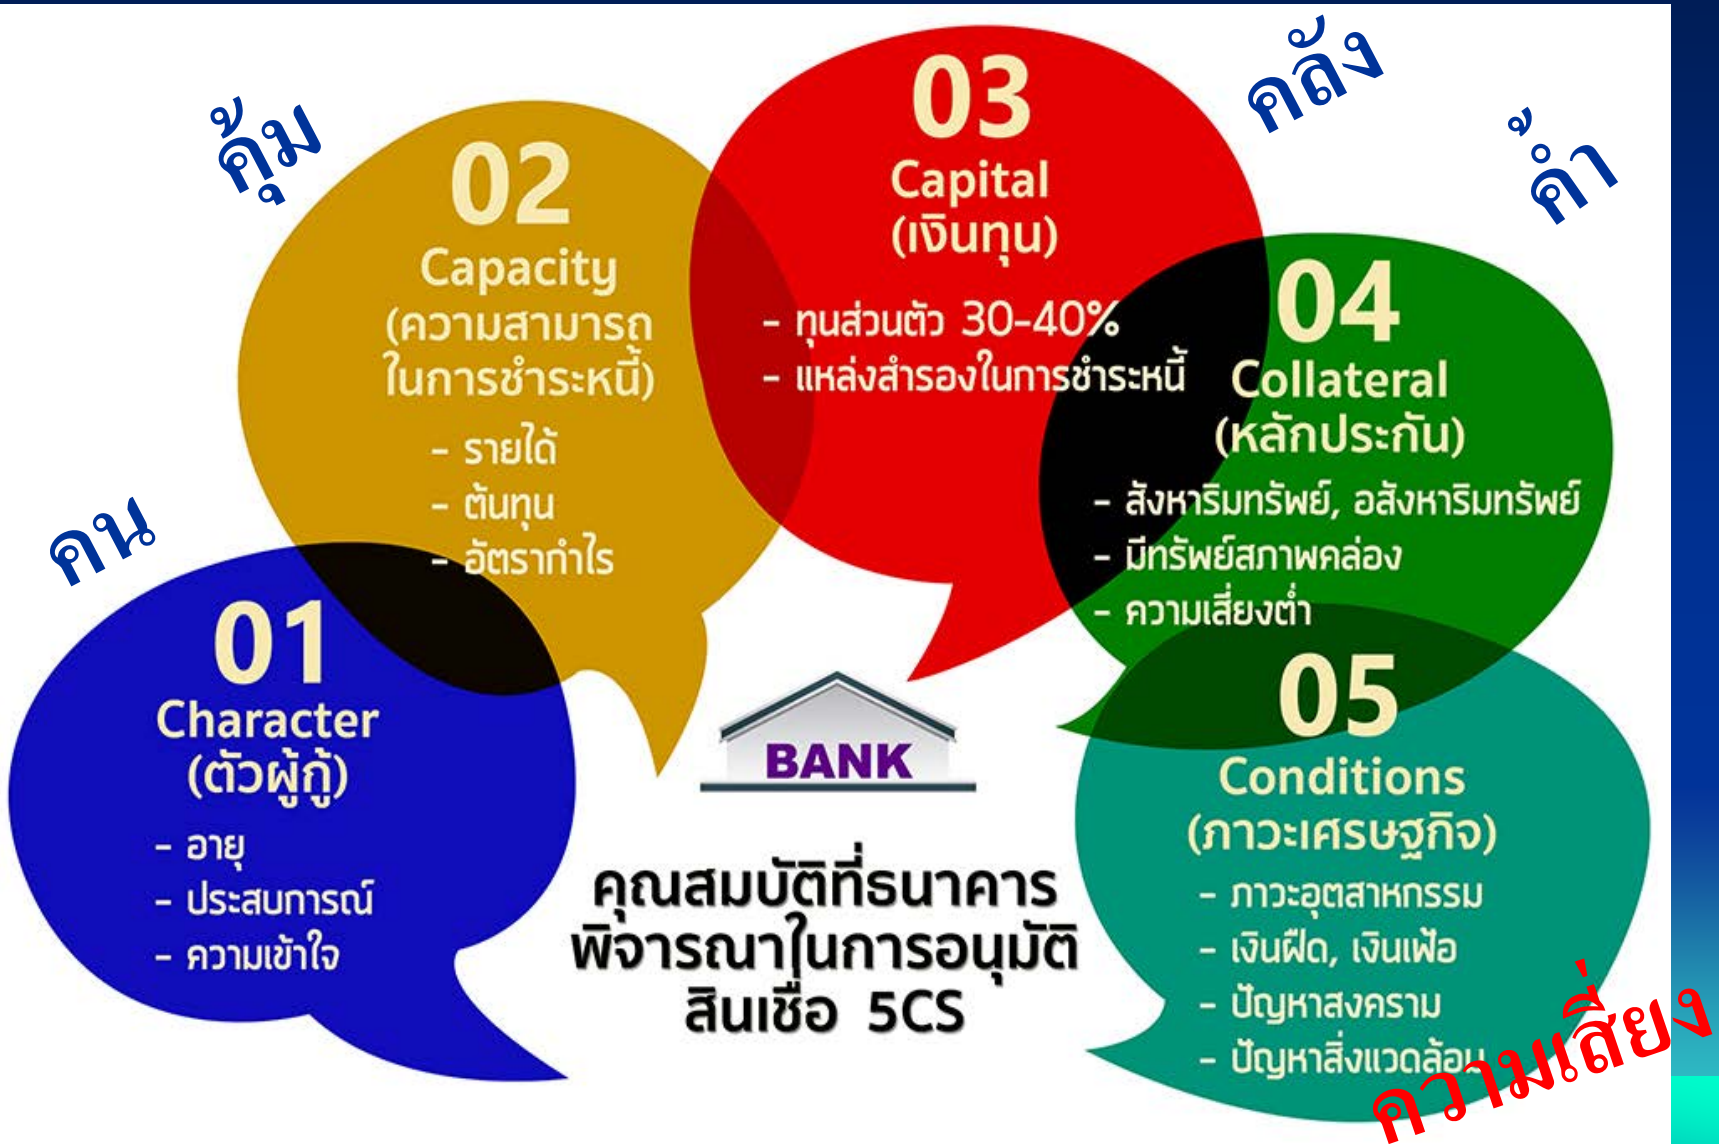 คน
01
Character
(ตัวผู้กู้)
- อายุ
- ประสบการณ์
- ความเข้าใจ
คุ้ม
02
Capacity
(ความสามารถ
ในการชำระหนี้)
- รายได้
- ต้นทุน
- อัตรากำไร
คลัง
03
Capital
(เงินทุน)
- ทุนส่วนตัว 30-40%
- แหล่งสำรองในการชำระหนี้
ค้ำ
04
Collateral
(หลักประกัน)
- สังหาริมทรัพย์, อสังหาริมทรัพย์
- มีทรัพย์สภาพคล่อง
- ความเสี่ยงต่ำ
05
Conditions
(ภาวะเศรษฐกิจ)
- ภาวะอุตสาหกรรม
- เงินฝืด, เงินเฟ้อ
- ปัญหาสงคราม
- ปัญหาสิ่งแวดล้อม
ความเสี่ยง
BANK
คุณสมบัติที่ธนาคาร
พิจารณาในการอนุมัติ
สินเชื่อ 5CS